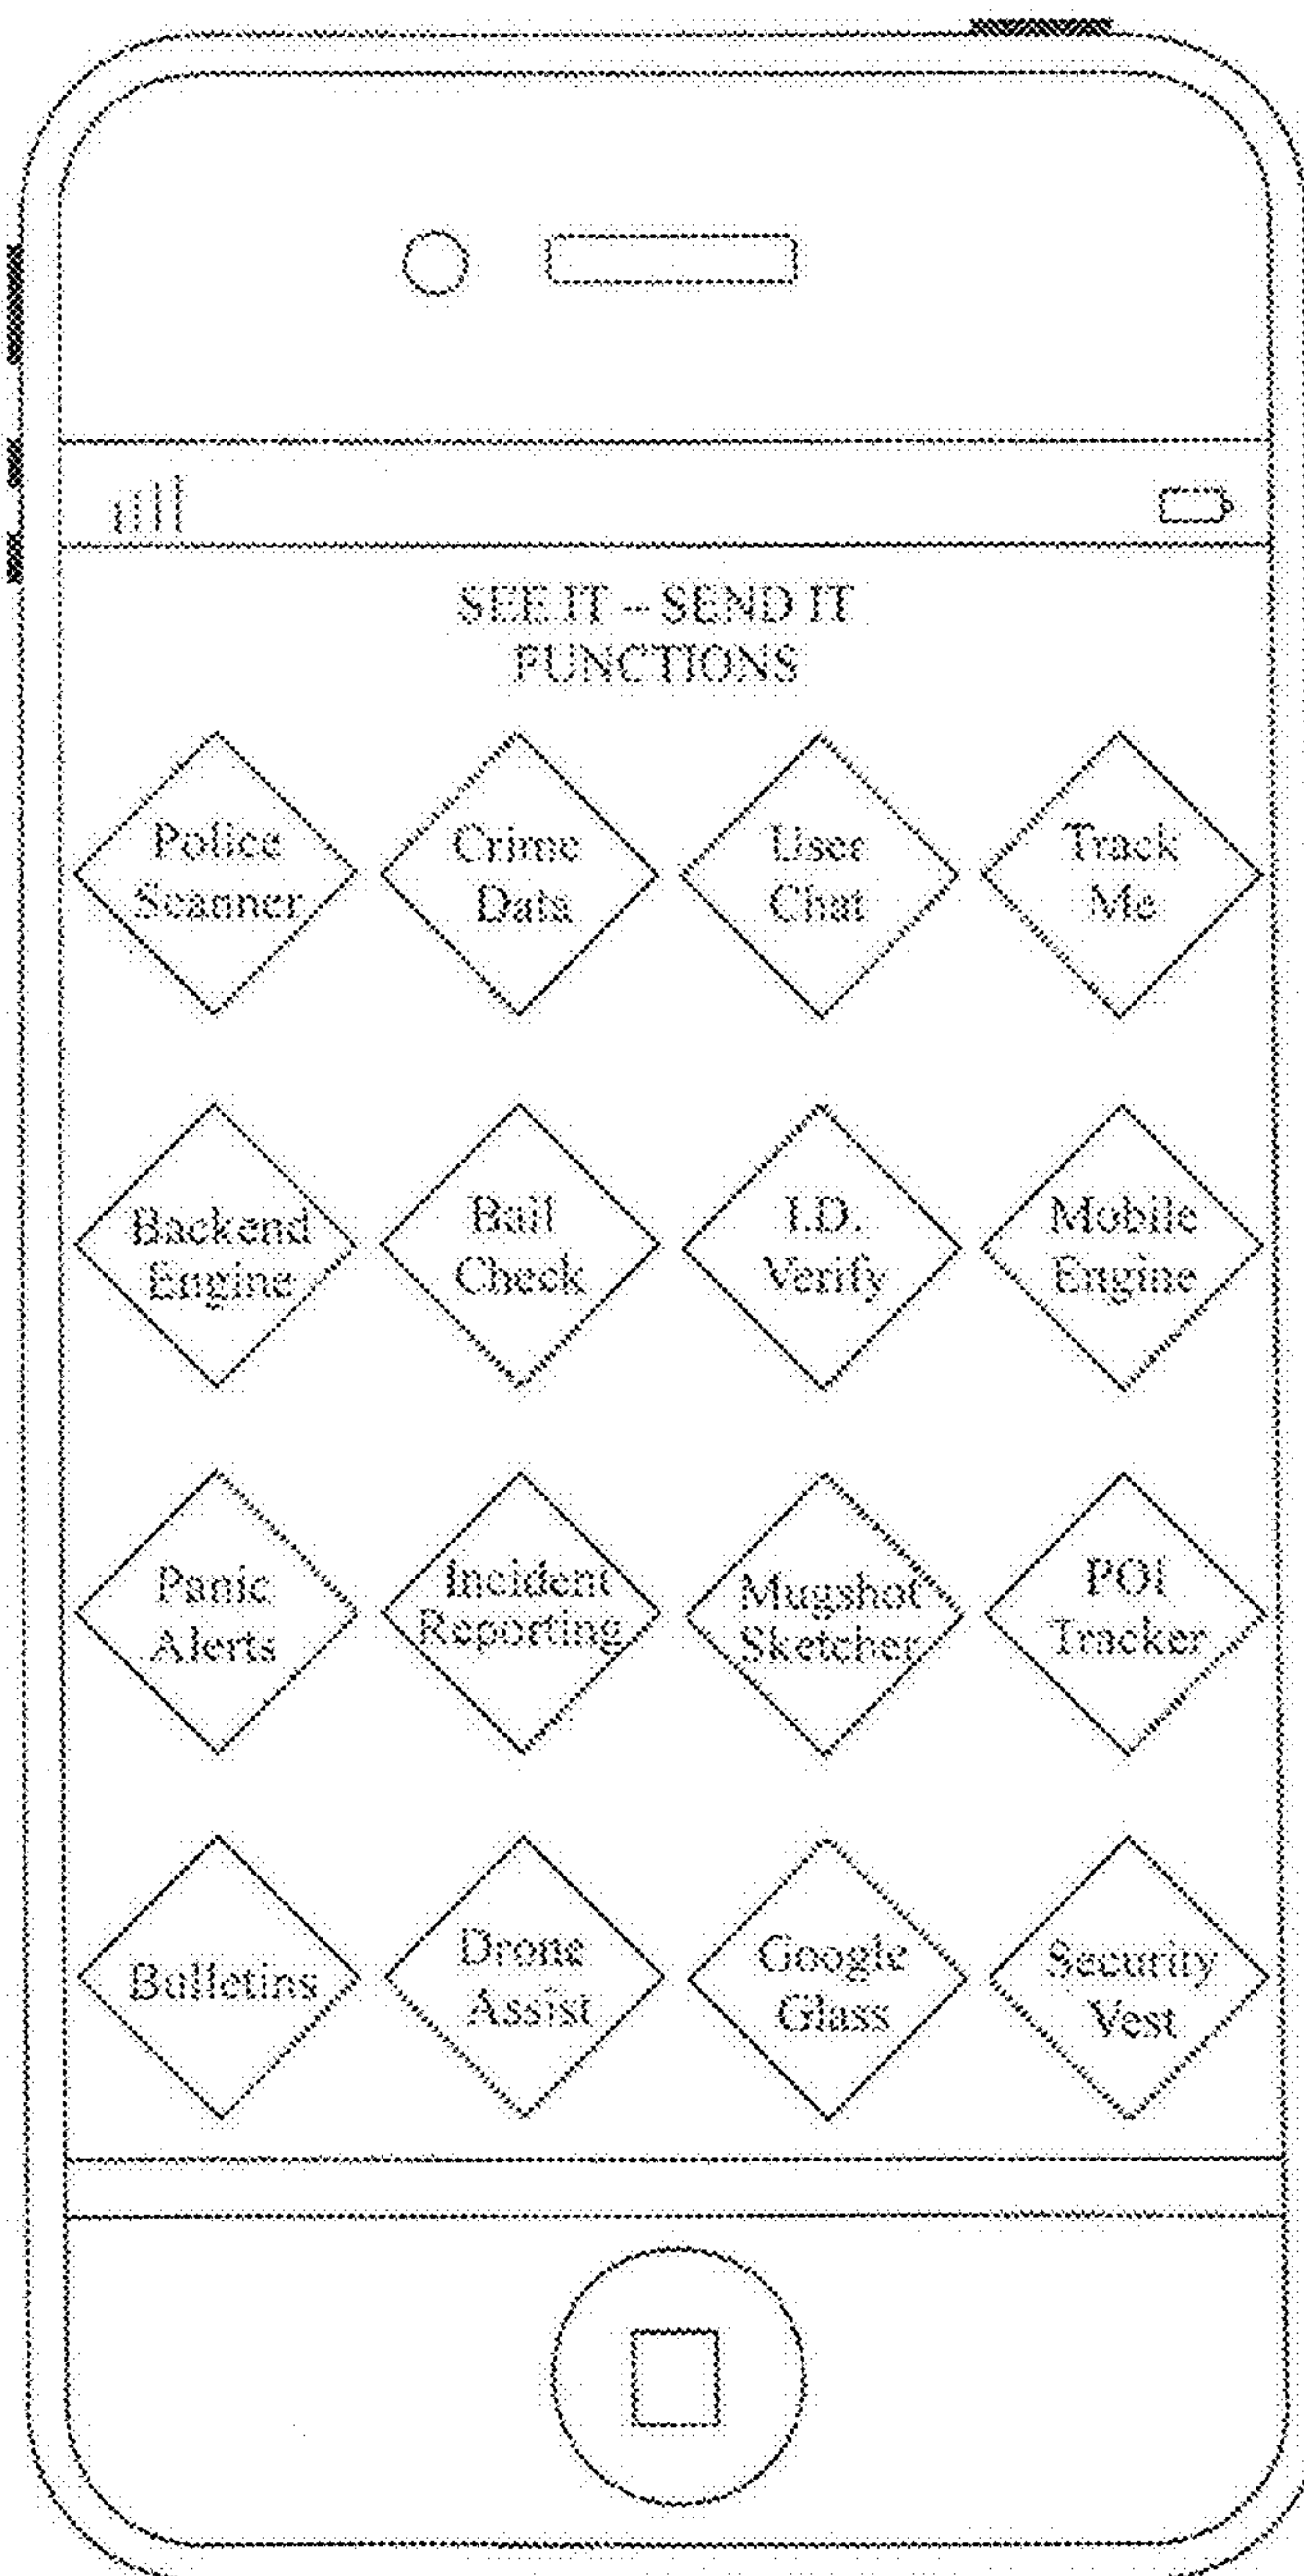 SEE IT – SEND IT
FUNCTIONS
Police
Scanner
Crime
Data
User
Chat
Track
Me
Backend
Engine
Bail
Check
I.D.
Verify
Mobile
Engine
Panic
Alerts
Incident
Reporting
Mugshot
Sketcher
POI
Tracker
Bulletins
Drone
Assist
Google
Glass
Security
Vest